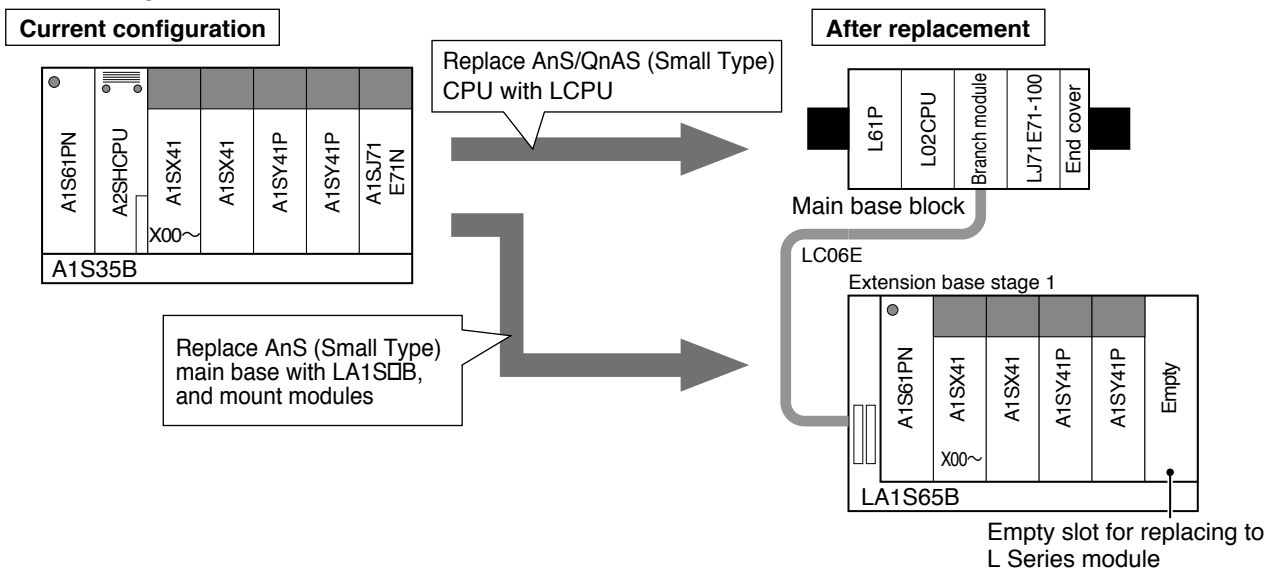 Current configuration
A1S61PN
A2SHCPU
A1SX41
X00～
A1SX41
A1SY41P
A1SY41P
A1SJ71
E71N
A1S35B
Replace AnS/QnAS (Small Type)
CPU with LCPU
Replace AnS (Small Type)
main base with LA1S□B,
and mount modules
After replacement
L61P
L02CPU
Branch module
LJ71E71-100
End cover
Main base block
LC06E
Extension base stage 1
A1S61PN
A1SX41
X00～
A1SX41
A1SY41P
A1SY41P
Empty
LA1S65B
Empty slot for replacing to
L Series module